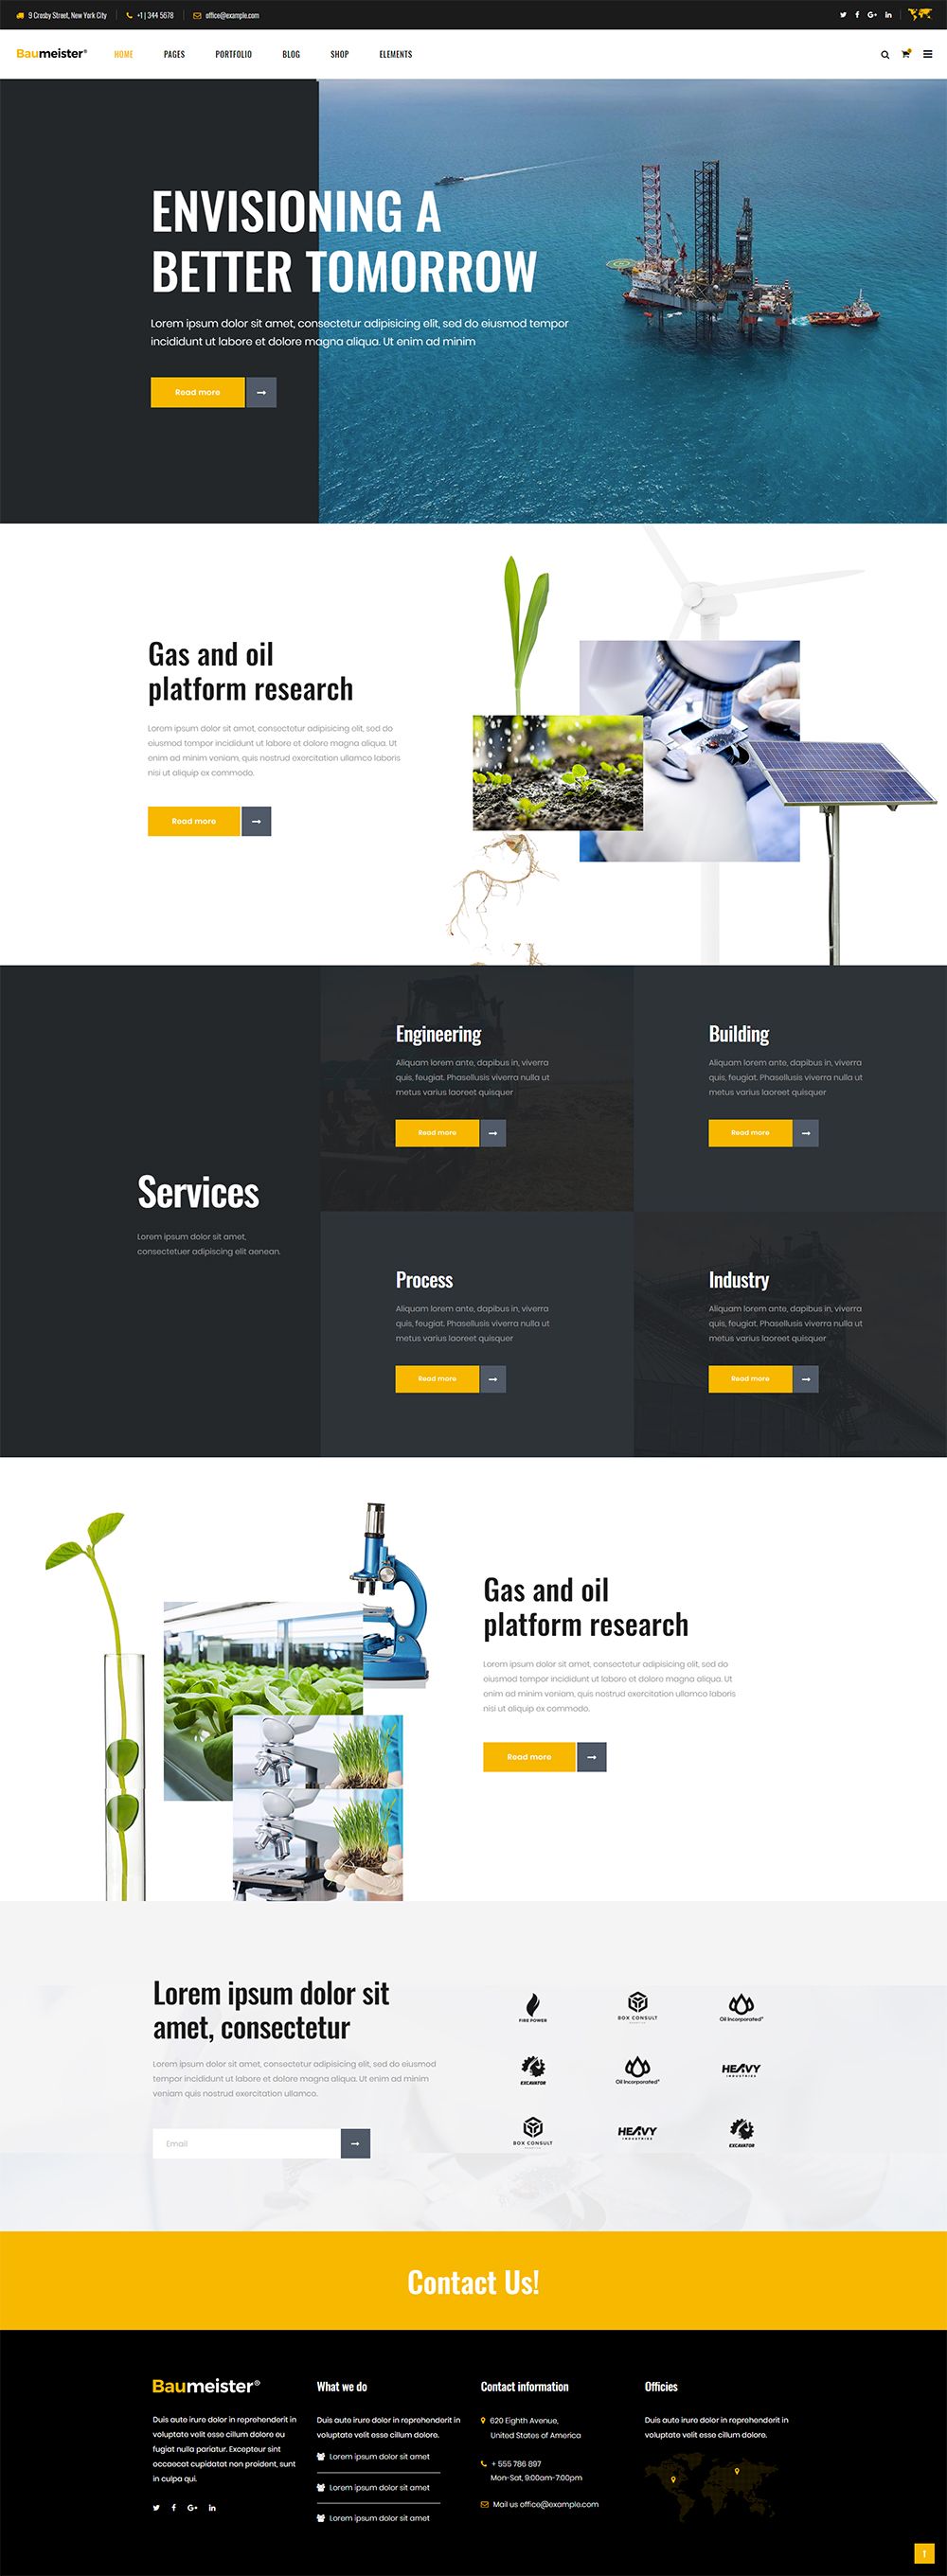 9 Crosby Street, New York City
+1 | 344 5678
office@example.com
Baumeister®
HOME
PAGES
PORTFOLIO
BLOG
SHOP
ELEMENTS
ENVISIONING A
BETTER TOMORROW
Lorem ipsum dolor sit amet, consectetur adipisicing elit, sed do eiusmod tempor
incididunt ut labore et dolore magna aliqua. Ut enim ad minim
Read more
Gas and oil
platform research
Lorem ipsum dolor sit amet, consectetur adipisicing elit, sed do
eiusmod tempor incididunt ut labore et dolore magna aliqua. Ut
enim ad minim veniam, quis nostrud exercitation ullamco laboris
nisi ut aliquip ex commodo.
Read more
Services
Lorem ipsum dolor sit amet,
consectetuer adipiscing elit aenean.
Engineering
Aliquam lorem ante, dapibus in, viverra
quis, feugiat. Phasellusis viverra nulla ut
metus varius laoreet quisquer
Read more
Building
Aliquam lorem ante, dapibus in, viverra
quis, feugiat. Phasellusis viverra nulla ut
metus varius laoreet quisquer
Read more
Process
Aliquam lorem ante, dapibus in, viverra
quis, feugiat. Phasellusis viverra nulla ut
metus varius laoreet quisquer
Read more
Industry
Aliquam lorem ante, dapibus in, viverra
quis, feugiat. Phasellusis viverra nulla ut
metus varius laoreet quisquer
Read more
Gas and oil
platform research
Lorem ipsum dolor sit amet, consectetur adipisicing elit, sed do
eiusmod tempor incididunt ut labore et dolore magna aliqua. Ut
enim ad minim veniam, quis nostrud exercitation ullamco laboris
nisi ut aliquip ex commodo.
Read more
Lorem ipsum dolor sit
amet, consectetur
Lorem ipsum dolor sit amet, consectetur adipisicing elit, sed do eiusmod
tempor incididunt ut labore et dolore magna aliqua. Ut enim ad minim
veniam quis nostrud exercitation ullamco.
Email
FIRE POWER
BOX CONSULT
Oil Incorporated®
EXCAVATOR
Oil Incorporated®
HEAVY
INDUSTRIES
BOX CONSULT
HEAVY
INDUSTRIES
EXCAVATOR
Contact Us!
Baumeister®
Duis aute irure dolor in reprehenderit in
voluptate velit esse cillum dolore eu
fugiat nulla pariatur. Excepteur sint
occaecat cupidatat non proident, sunt
in culpa qui.
What we do
Duis aute irure dolor in reprehenderit in
voluptate velit esse cillum dolore.
Lorem ipsum dolor sit amet
Lorem ipsum dolor sit amet
Lorem ipsum dolor sit amet
Contact information
620 Eighth Avenue,
United States of America
+ 555 786 897
Mon-Sat, 9:00am-7:00pm
Mail us office@example.com
Officies
Duis aute irure dolor in reprehenderit in
voluptate velit esse cillum dolore.